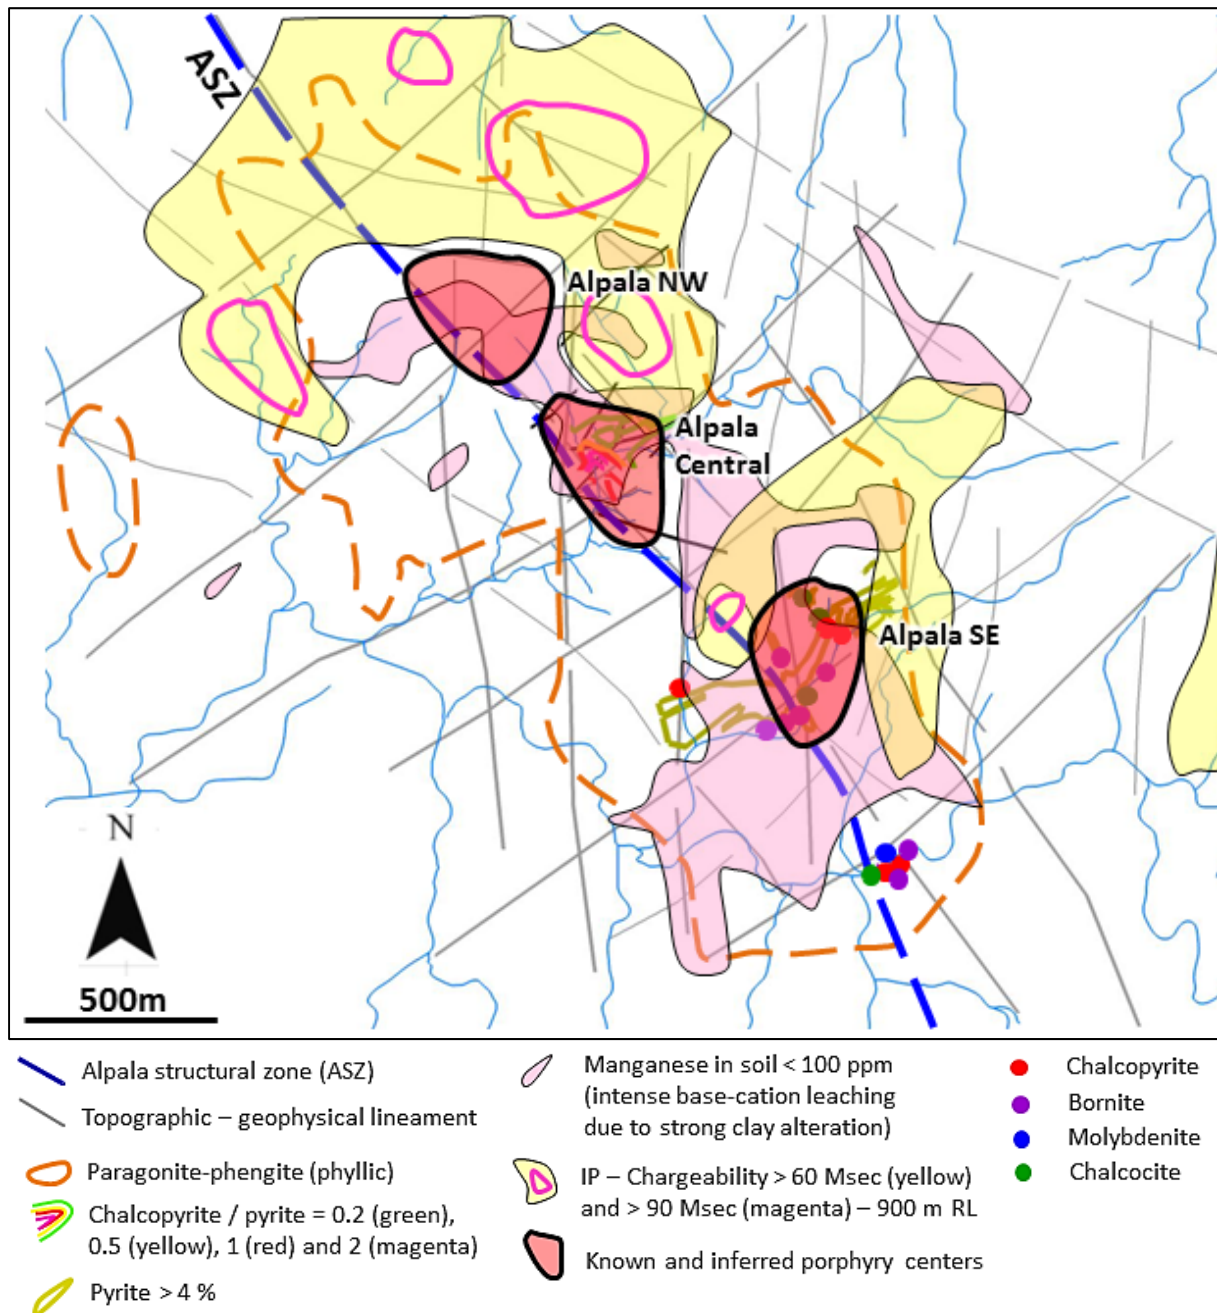 ASZ
Alpala NW
Alpala
Central
Alpala SE
N
500m
Alpala structural zone (ASZ)
Topographic – geophysical lineament
Paragonite-phengite (phyllic)
Chalcopyrite / pyrite = 0.2 (green),
0.5 (yellow), 1 (red) and 2 (magenta)
Pyrite > 4 %
Manganese in soil < 100 ppm
(intense base-cation leaching
due to strong clay alteration)
IP – Chargeability > 60 Msec (yellow)
and > 90 Msec (magenta) – 900 m RL
Known and inferred porphyry centers
Chalcopyrite
Bornite
Molybdenite
Chalcocite